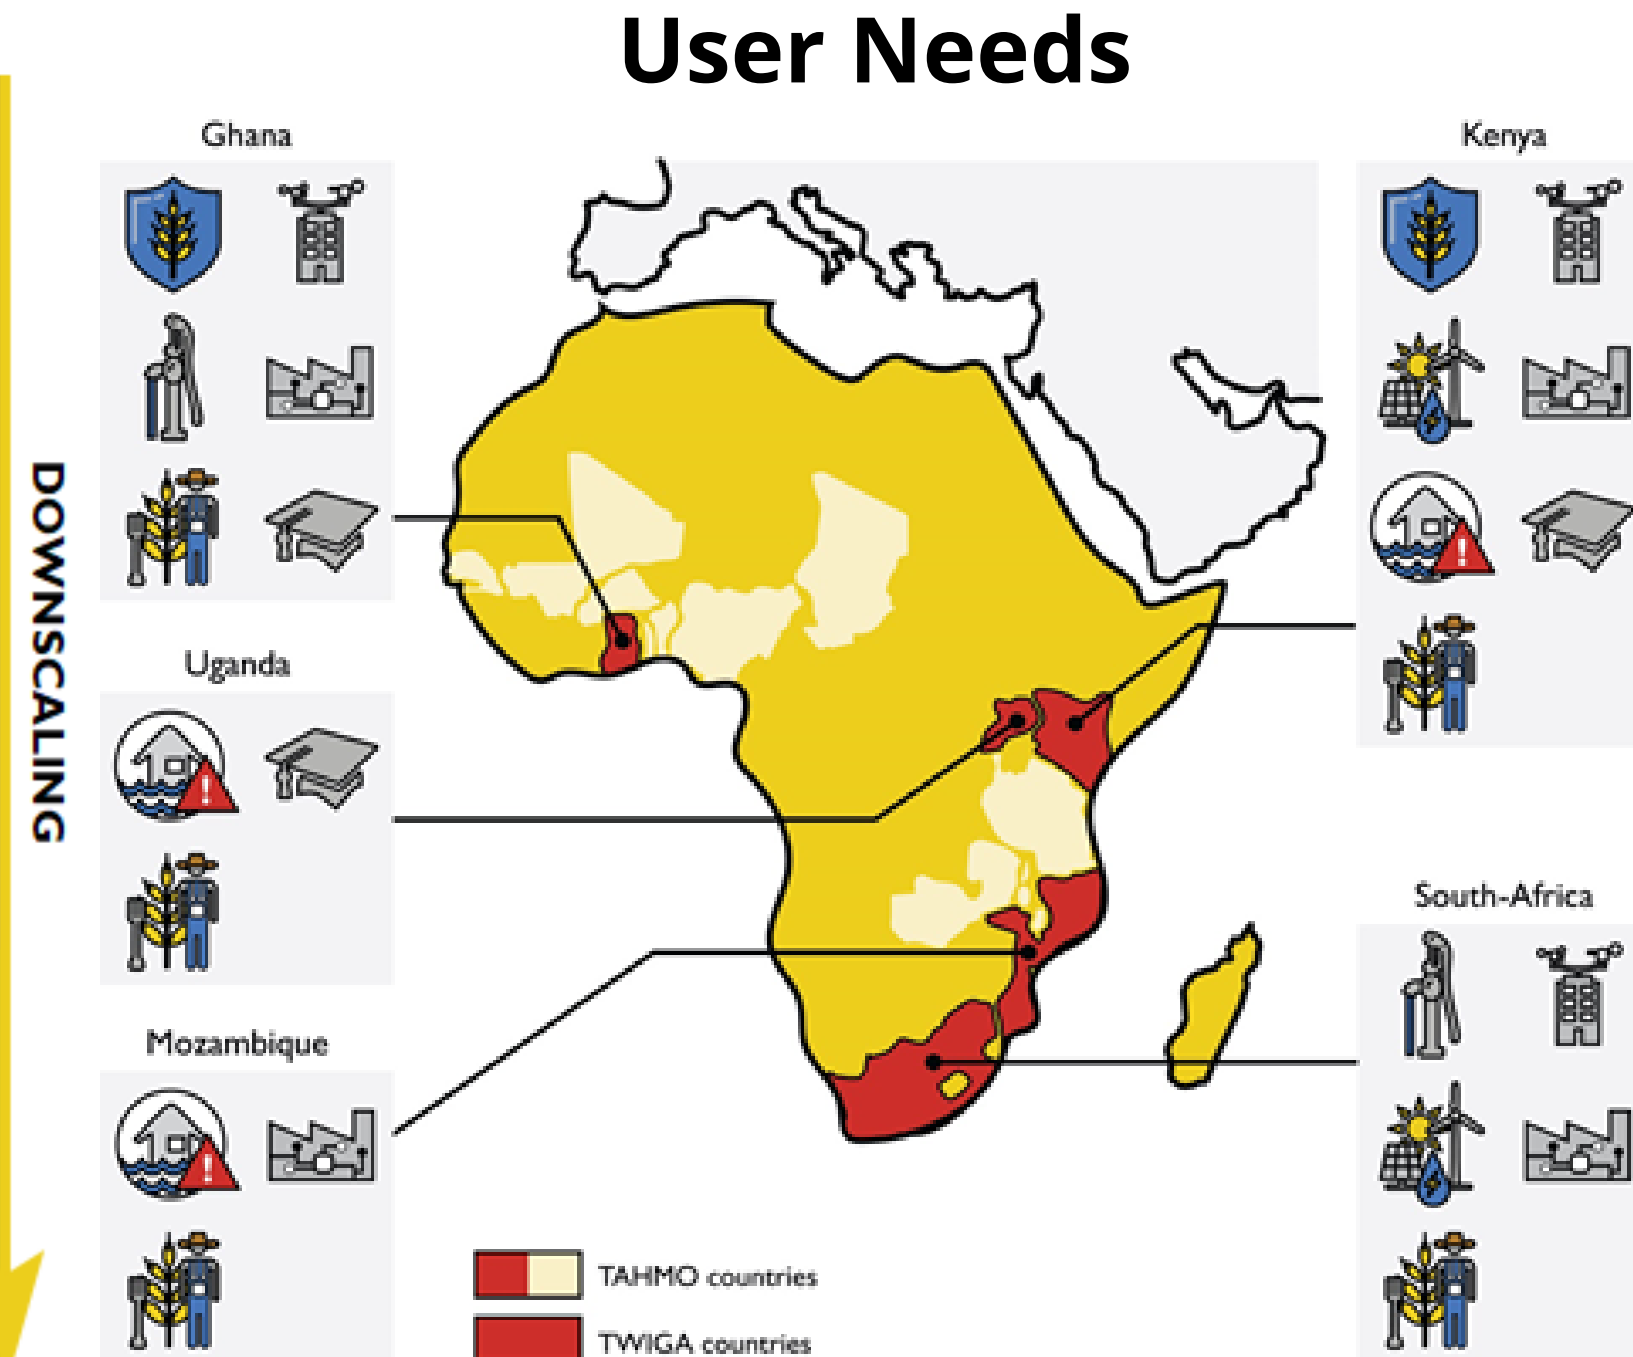 User Needs
Ghana
Kenya
DOWNSCALING
Uganda
South-Africa
Mozambique
TAHMO countries
TWIGA countries